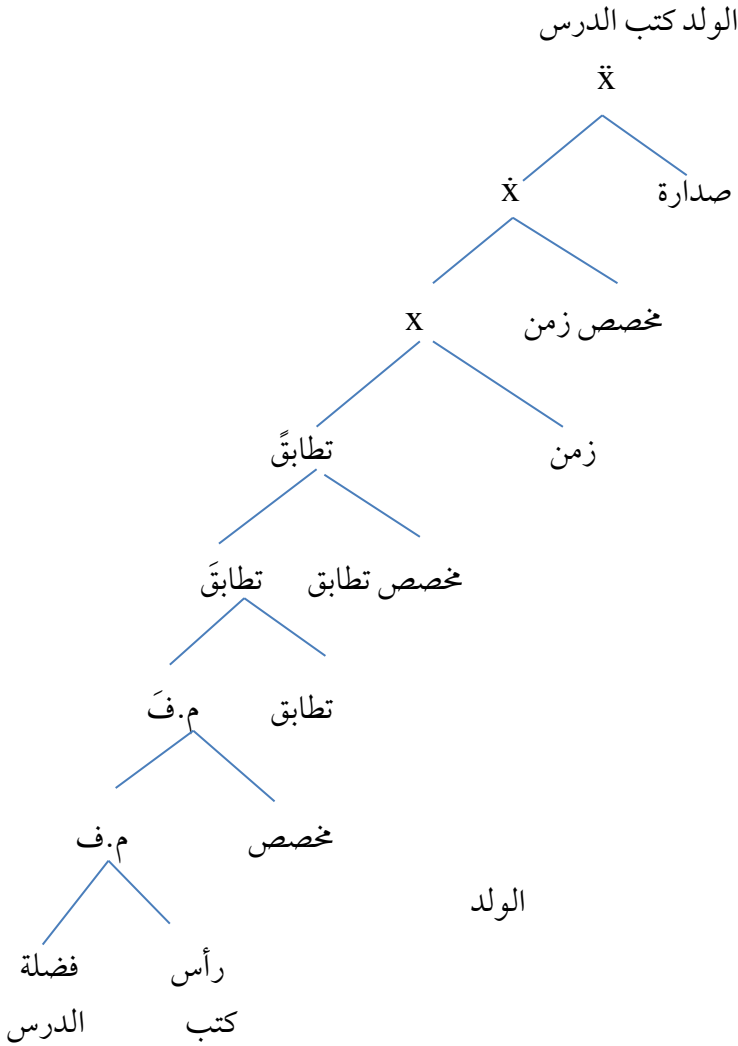 الولد كتب الدرس
ẍ
صدارة ẋ
مخصص زمن x
زمن تطابقً
مخصص تطابق تطابقَ
تطابق م.فَ
مخصص م.ف
الولد
رأس فضلة
كتب الدرس